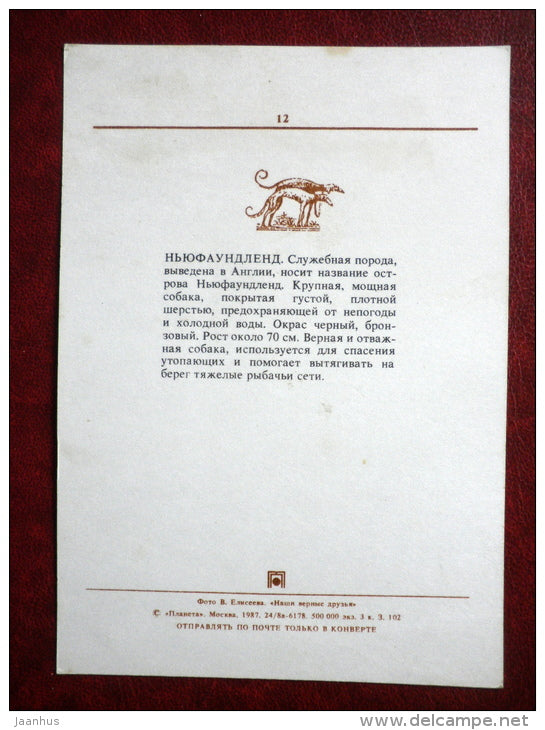 12
НЬЮФАУНДЛЕНД. Служебная порода,
выведена в Англии, носит название ост-
рова Ньюфаундленд. Крупная, мощная
собака, покрытая густой, плотной
шерстью, предохраняющей от непогоды
и холодной воды. Окрас черный, брон-
зовый. Рост около 70 см. Верная и отваж-
ная собака, используется для спасения
утопающих и помогает вытягивать на
берег тяжелые рыбачьи сети.
Фото В. Елисеева. «Наши верные друзья»
© «Планета». Москва. 1987. 24/8в-6178. 500 000 экз. 3 к. З. 102
ОТПРАВЛЯТЬ ПО ПОЧТЕ ТОЛЬКО В КОНВЕРТЕ
jaanhus
www.delcampe.net